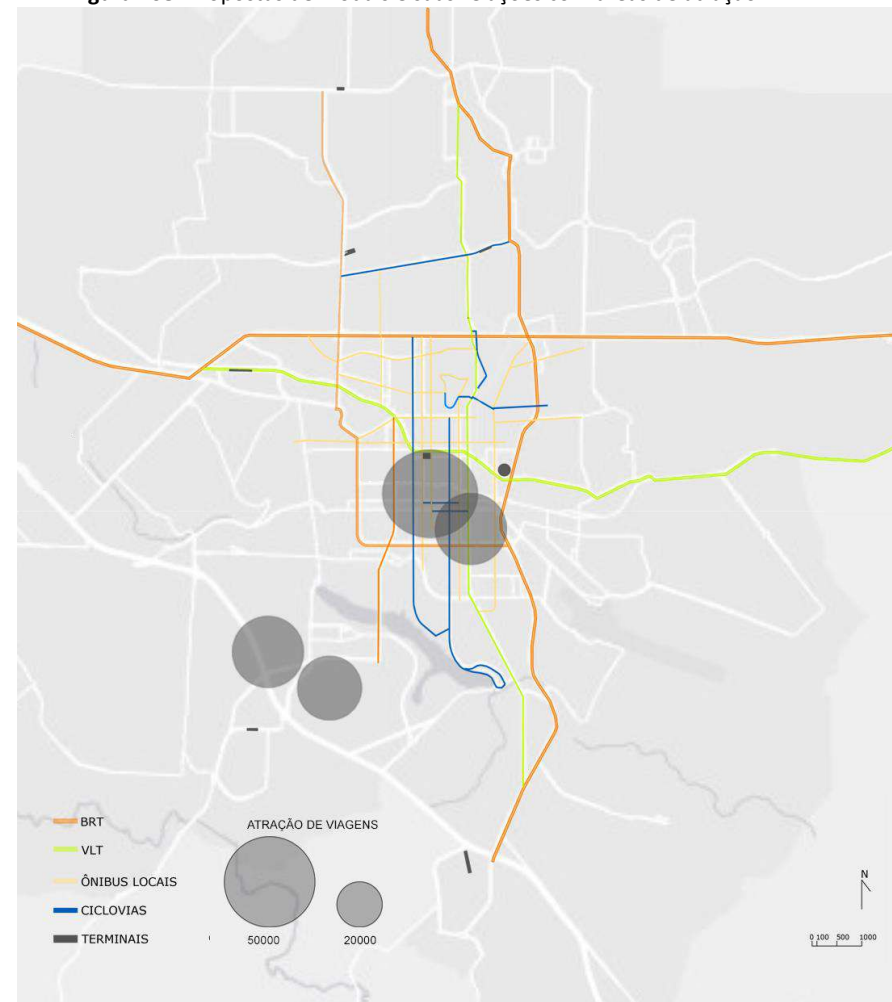 BRT
VLT
ÔNIBUS LOCAIS
CICLOVIAS
TERMINAIS
ATRAÇÃO DE VIAGENS
50000
20000
N
0 100 500 1000